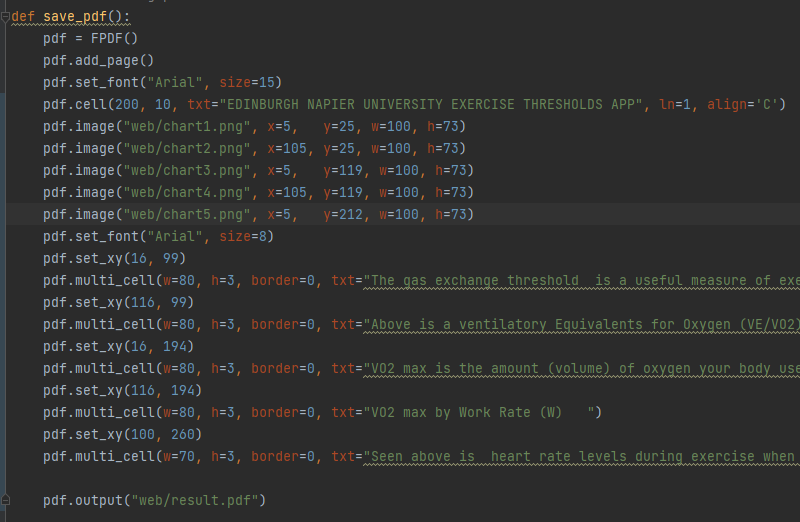 def save_pdf():
    pdf = FPDF()
    pdf.add_page()
    pdf.set_font("Arial", size=15)
    pdf.cell(200, 10, txt="EDINBURGH NAPIER UNIVERSITY EXERCISE THRESHOLDS APP", ln=1, align='C')
    pdf.image("web/chart1.png", x=5,   y=25, w=100, h=73)
    pdf.image("web/chart2.png", x=105, y=25, w=100, h=73)
    pdf.image("web/chart3.png", x=5,   y=119, w=100, h=73)
    pdf.image("web/chart4.png", x=105, y=119, w=100, h=73)
    pdf.image("web/chart5.png", x=5,   y=212, w=100, h=73)
    pdf.set_font("Arial", size=8)
    pdf.set_xy(16, 99)
    pdf.multi_cell(w=80, h=3, border=0, txt="The gas exchange threshold  is a useful measure of exe
    pdf.set_xy(116, 99)
    pdf.multi_cell(w=80, h=3, border=0, txt="Above is a ventilatory Equivalents for Oxygen (VE/VO2)
    pdf.set_xy(16, 194)
    pdf.multi_cell(w=80, h=3, border=0, txt="VO2 max is the amount (volume) of oxygen your body use
    pdf.set_xy(116, 194)
    pdf.multi_cell(w=80, h=3, border=0, txt="VO2 max by Work Rate (W)   ")
    pdf.set_xy(100, 260)
    pdf.multi_cell(w=70, h=3, border=0, txt="Seen above is  heart rate levels during exercise when
    pdf.output("web/result.pdf")